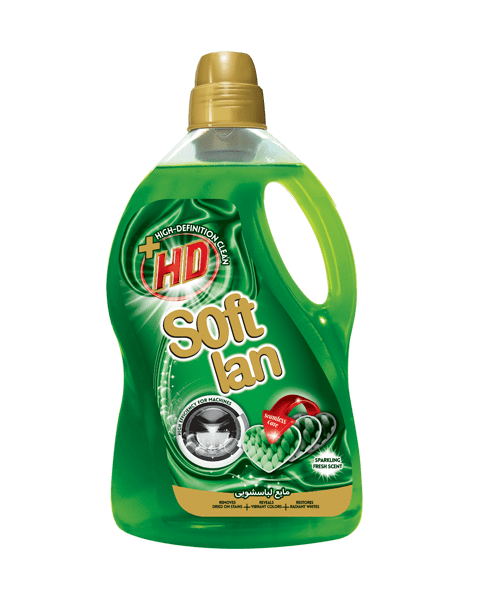 HIGH-DEFINITION CLEAN
+HD
Soft
lan
HIGH EFFICIENCY FOR MACHINES
seamless
care
SPARKLING
FRESH SCENT
مایع لباسشویی
REMOVES
DRIED ON STAINS
+
REVEALS
VIBRANT COLORS
+
RESTORES
RADIANT WHITES